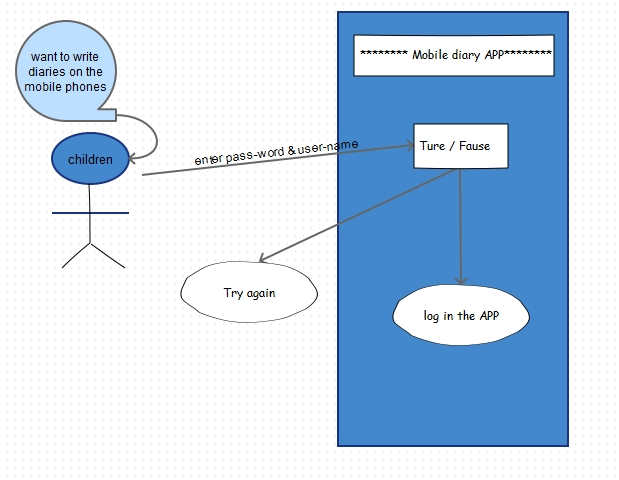 want to write
diaries on the
mobile phones
******** Mobile diary APP********
children
enter pass-word & user-name
Ture / Fause
Try again
log in the APP